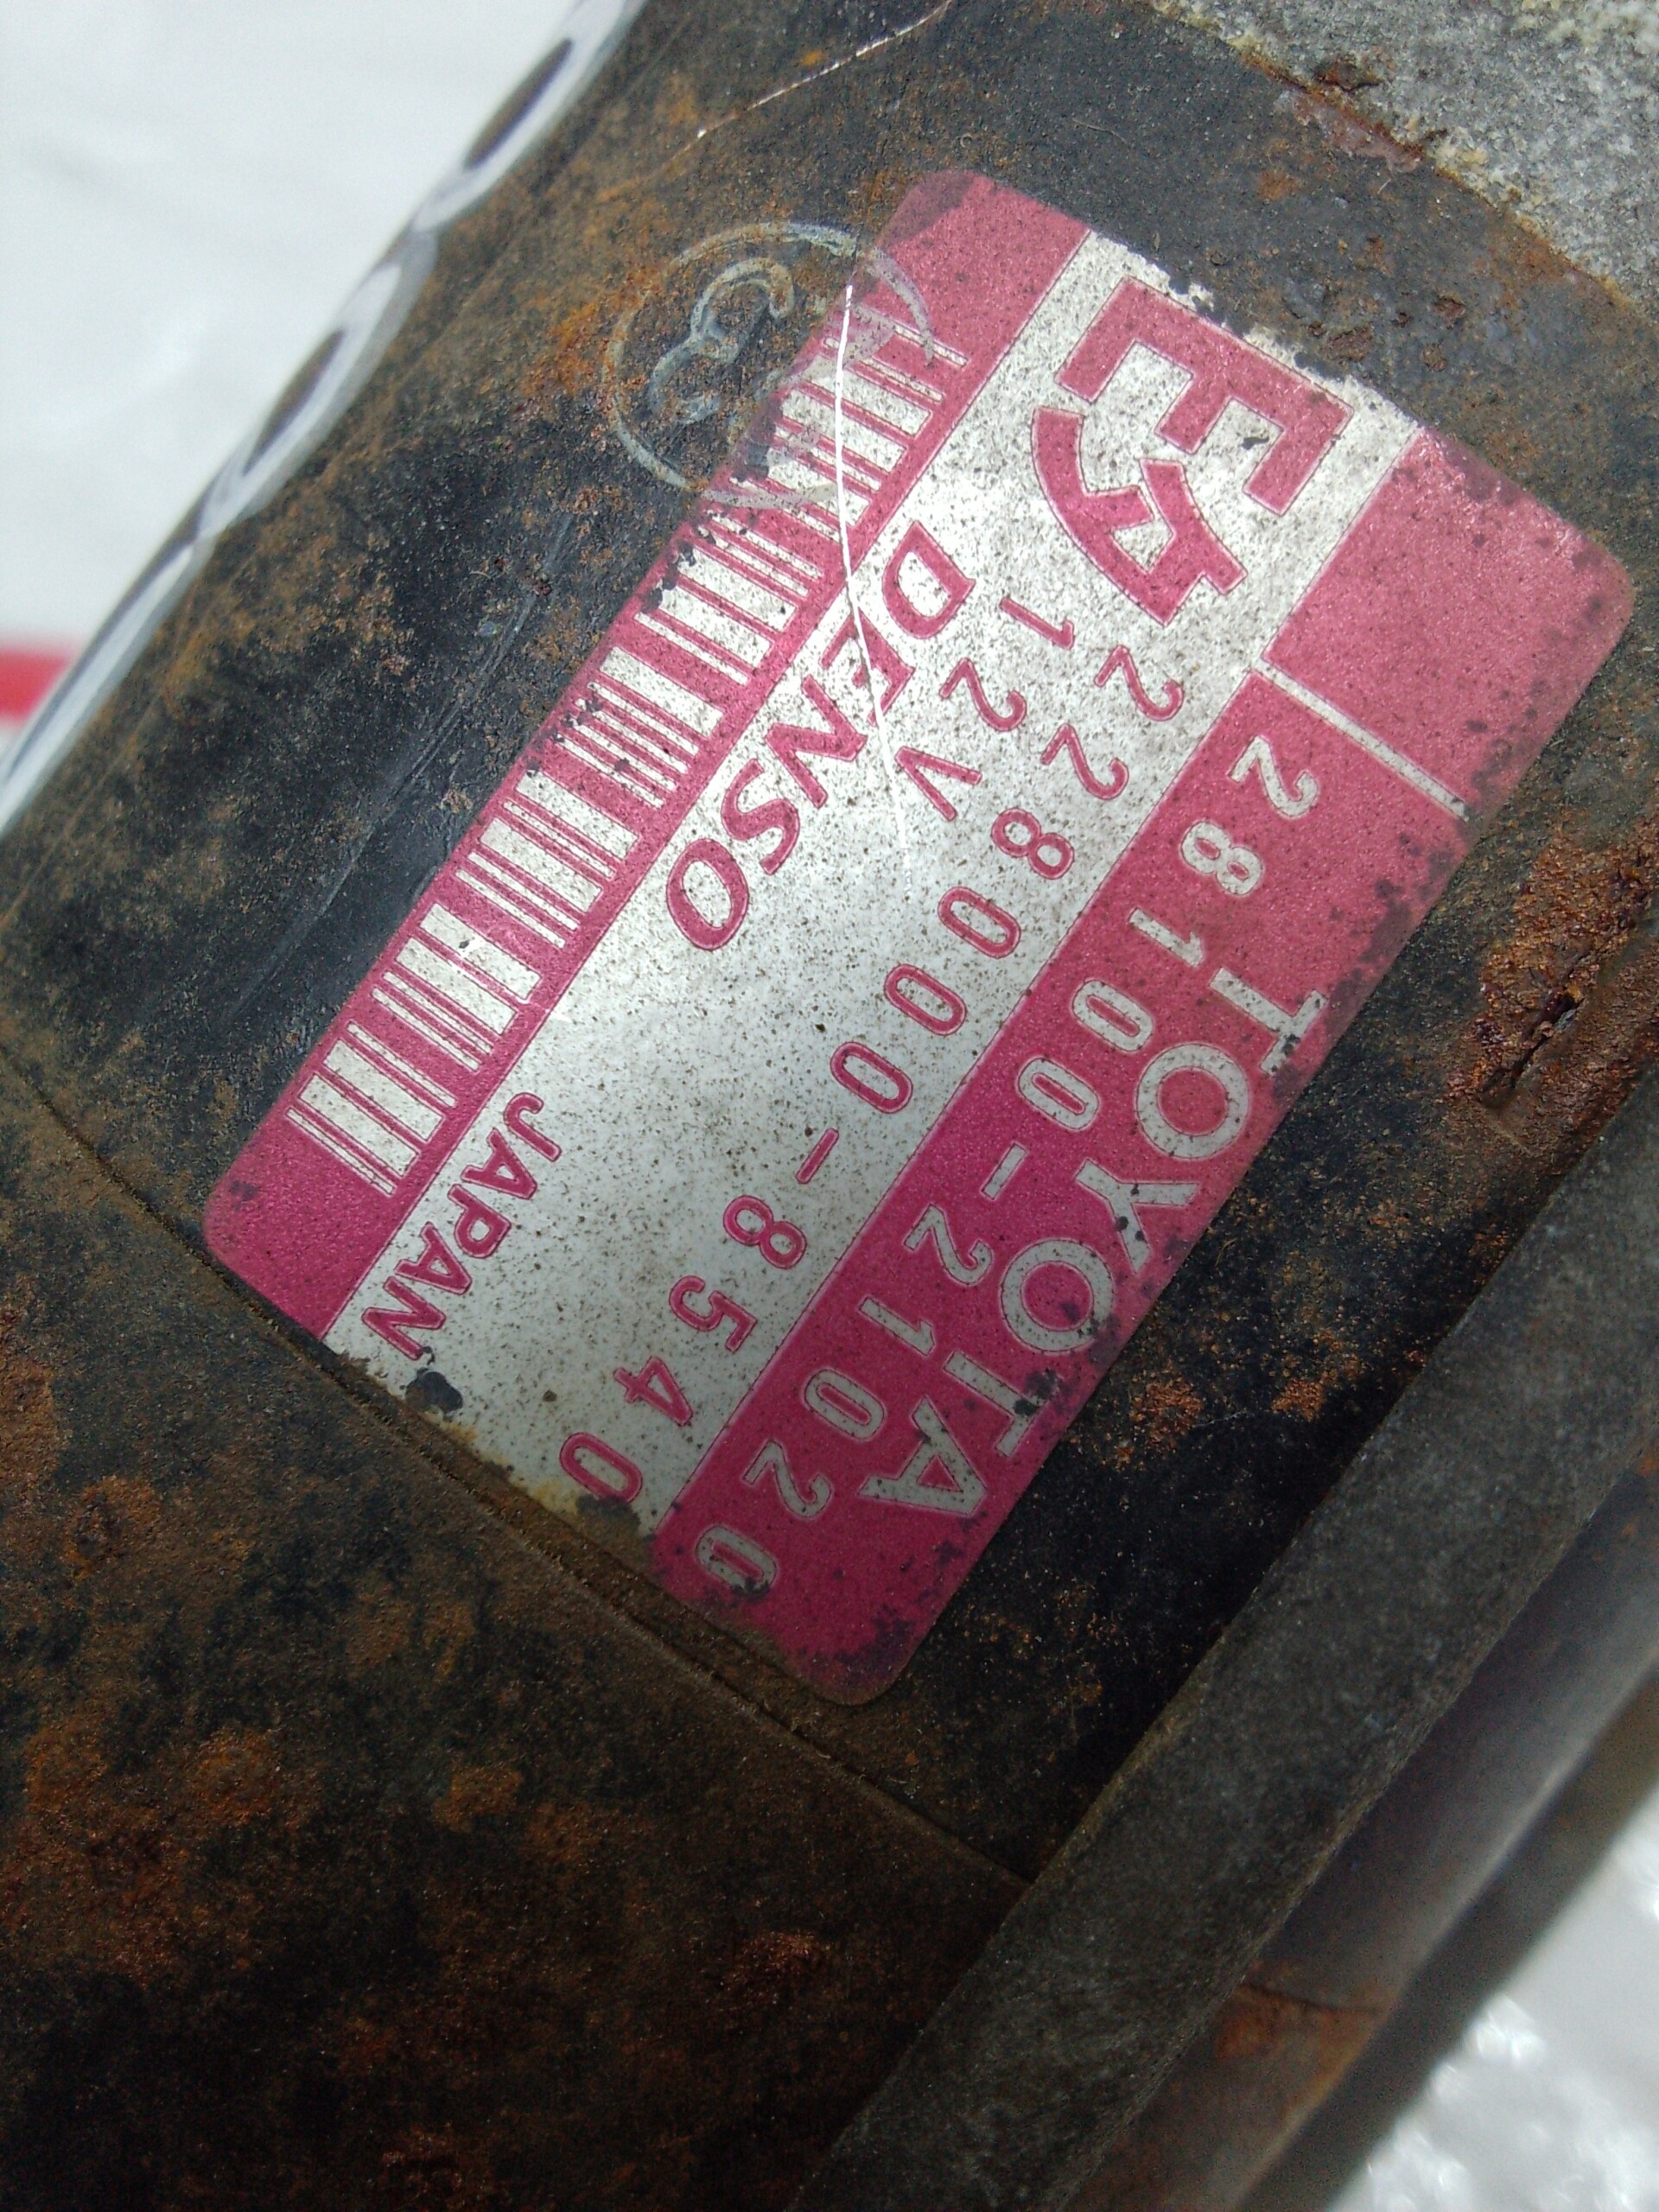 TOYOTA
28100-21020
228000-8540
12V
DENSO JAPAN